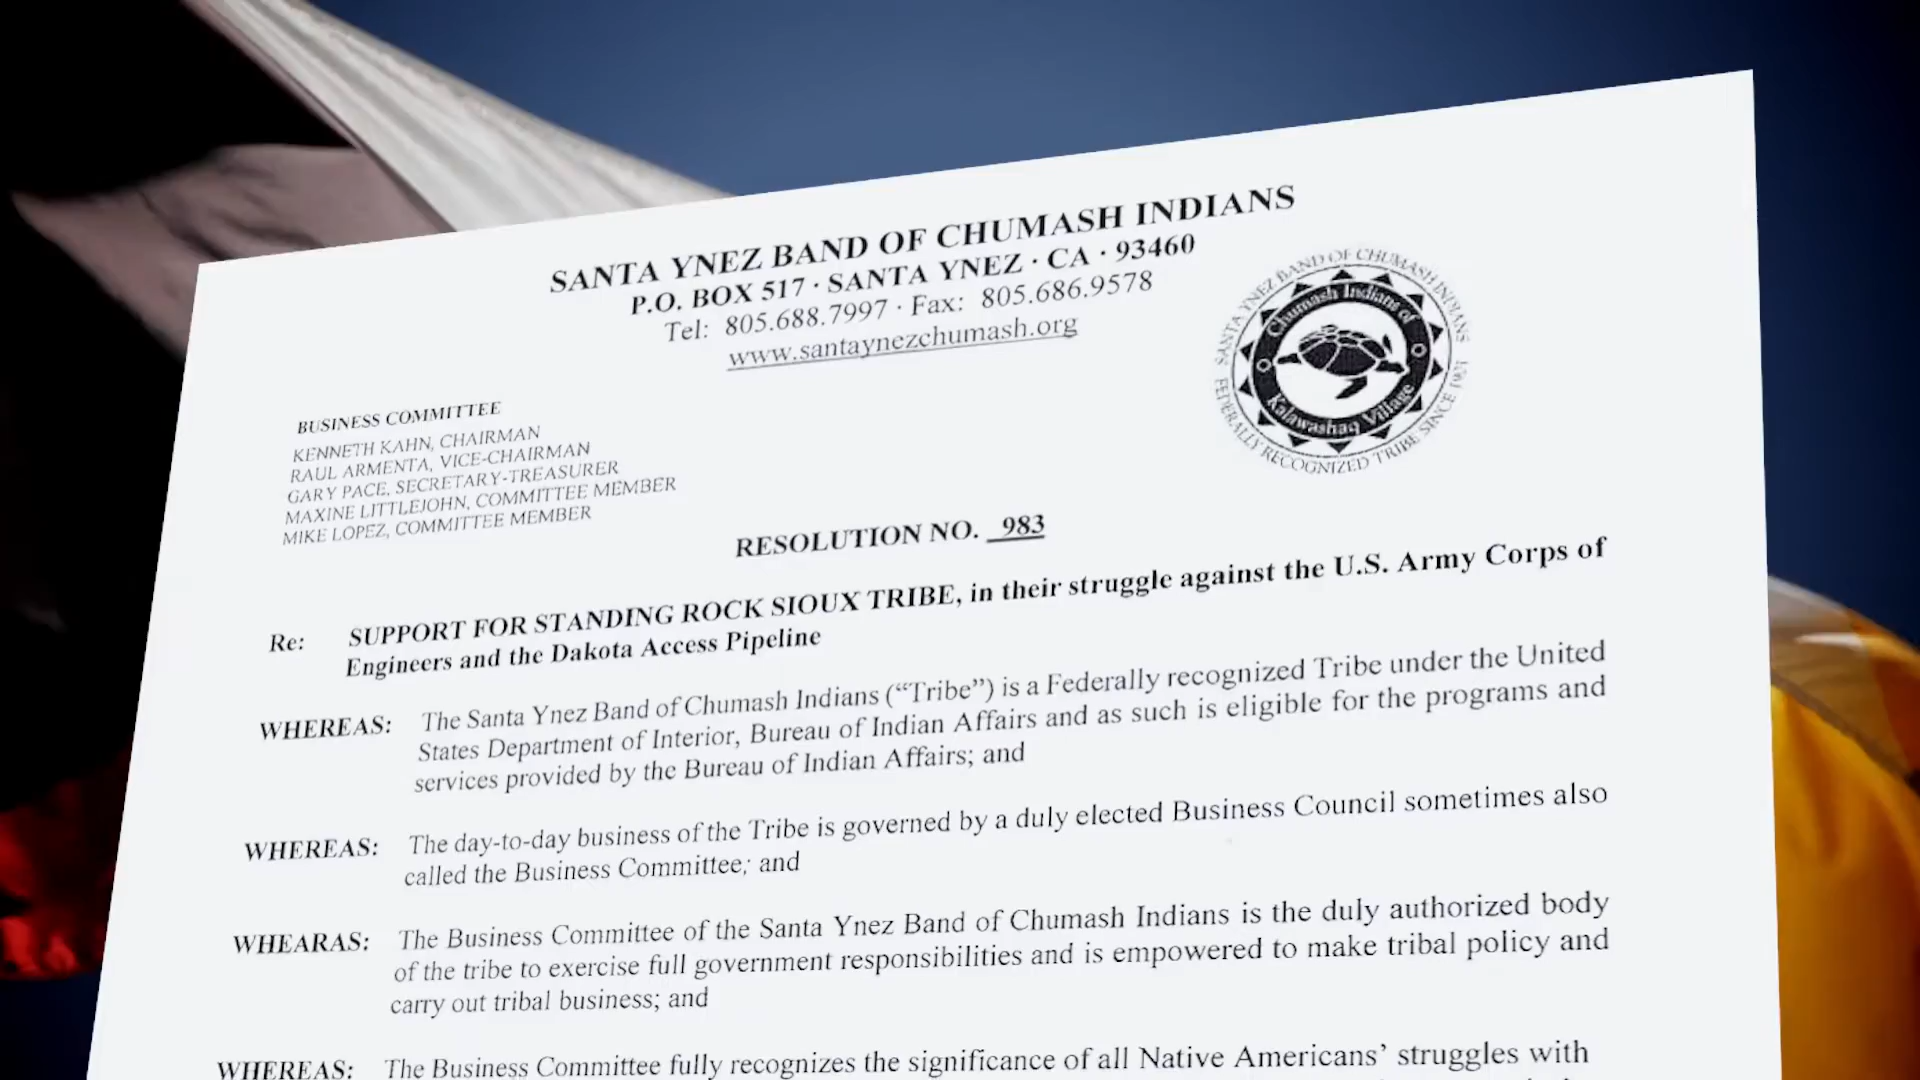 SANTA YNEZ BAND OF CHUMASH INDIANS
P.O. BOX 517 · SANTA YNEZ · CA · 93460
Tel: 805.688.7997 · Fax: 805.686.9578
www.santaynezchumash.org
SANTA YNEZ BAND OF CHUMASH INDIANS
FEDERALLY RECOGNIZED TRIBE SINCE 1901
Chumash Indians of
Kalawashaq Village
BUSINESS COMMITTEE
KENNETH KAHN, CHAIRMAN
RAUL ARMENTA, VICE-CHAIRMAN
GARY PACE, SECRETARY-TREASURER
MAXINE LITTLEJOHN, COMMITTEE MEMBER
MIKE LOPEZ, COMMITTEE MEMBER
RESOLUTION NO. 983
Re: SUPPORT FOR STANDING ROCK SIOUX TRIBE, in their struggle against the U.S. Army Corps of
Engineers and the Dakota Access Pipeline
WHEREAS: The Santa Ynez Band of Chumash Indians (“Tribe”) is a Federally recognized Tribe under the United
States Department of Interior, Bureau of Indian Affairs and as such is eligible for the programs and
services provided by the Bureau of Indian Affairs; and
WHEREAS: The day-to-day business of the Tribe is governed by a duly elected Business Council sometimes also
called the Business Committee; and
WHEARAS: The Business Committee of the Santa Ynez Band of Chumash Indians is the duly authorized body
of the tribe to exercise full government responsibilities and is empowered to make tribal policy and
carry out tribal business; and
WHEREAS: The Business Committee fully recognizes the significance of all Native Americans’ struggles with